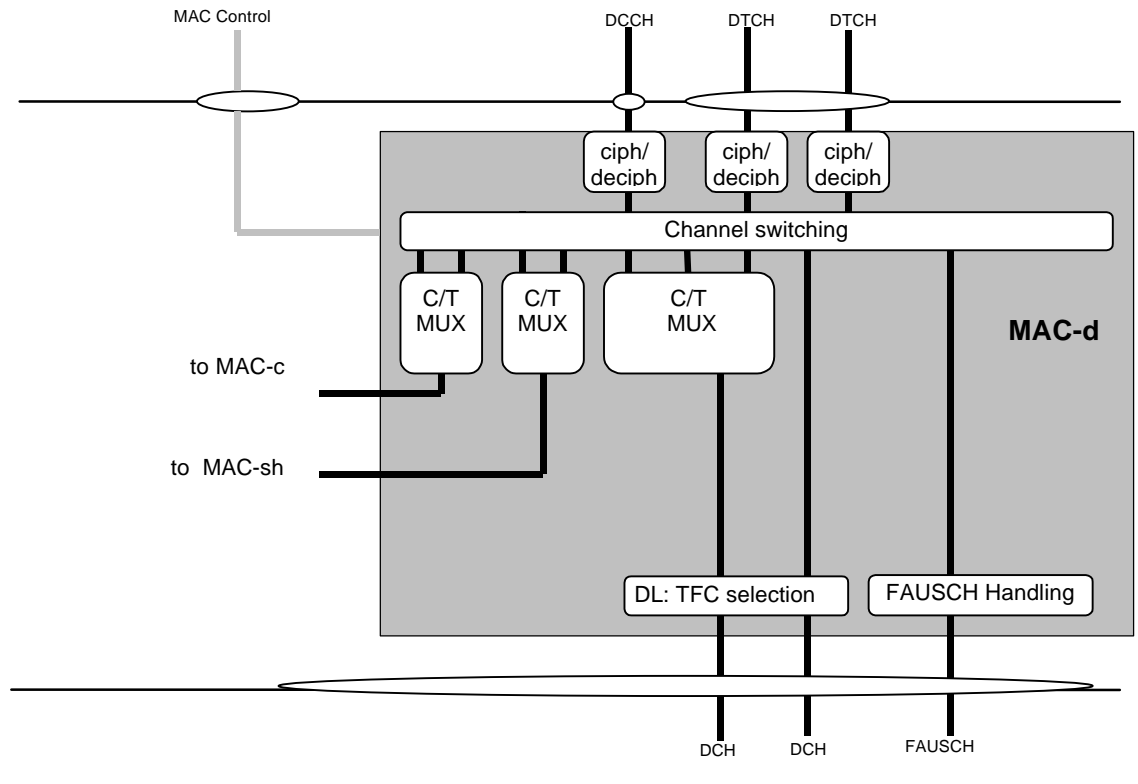 MAC Control
DCCH
DTCH
DTCH
ciph/
deciph
ciph/
deciph
ciph/
deciph
Channel switching
C/T
MUX
C/T
MUX
C/T
MUX
MAC-d
to MAC-c
to MAC-sh
DL: TFC selection
FAUSCH Handling
DCH
DCH
FAUSCH